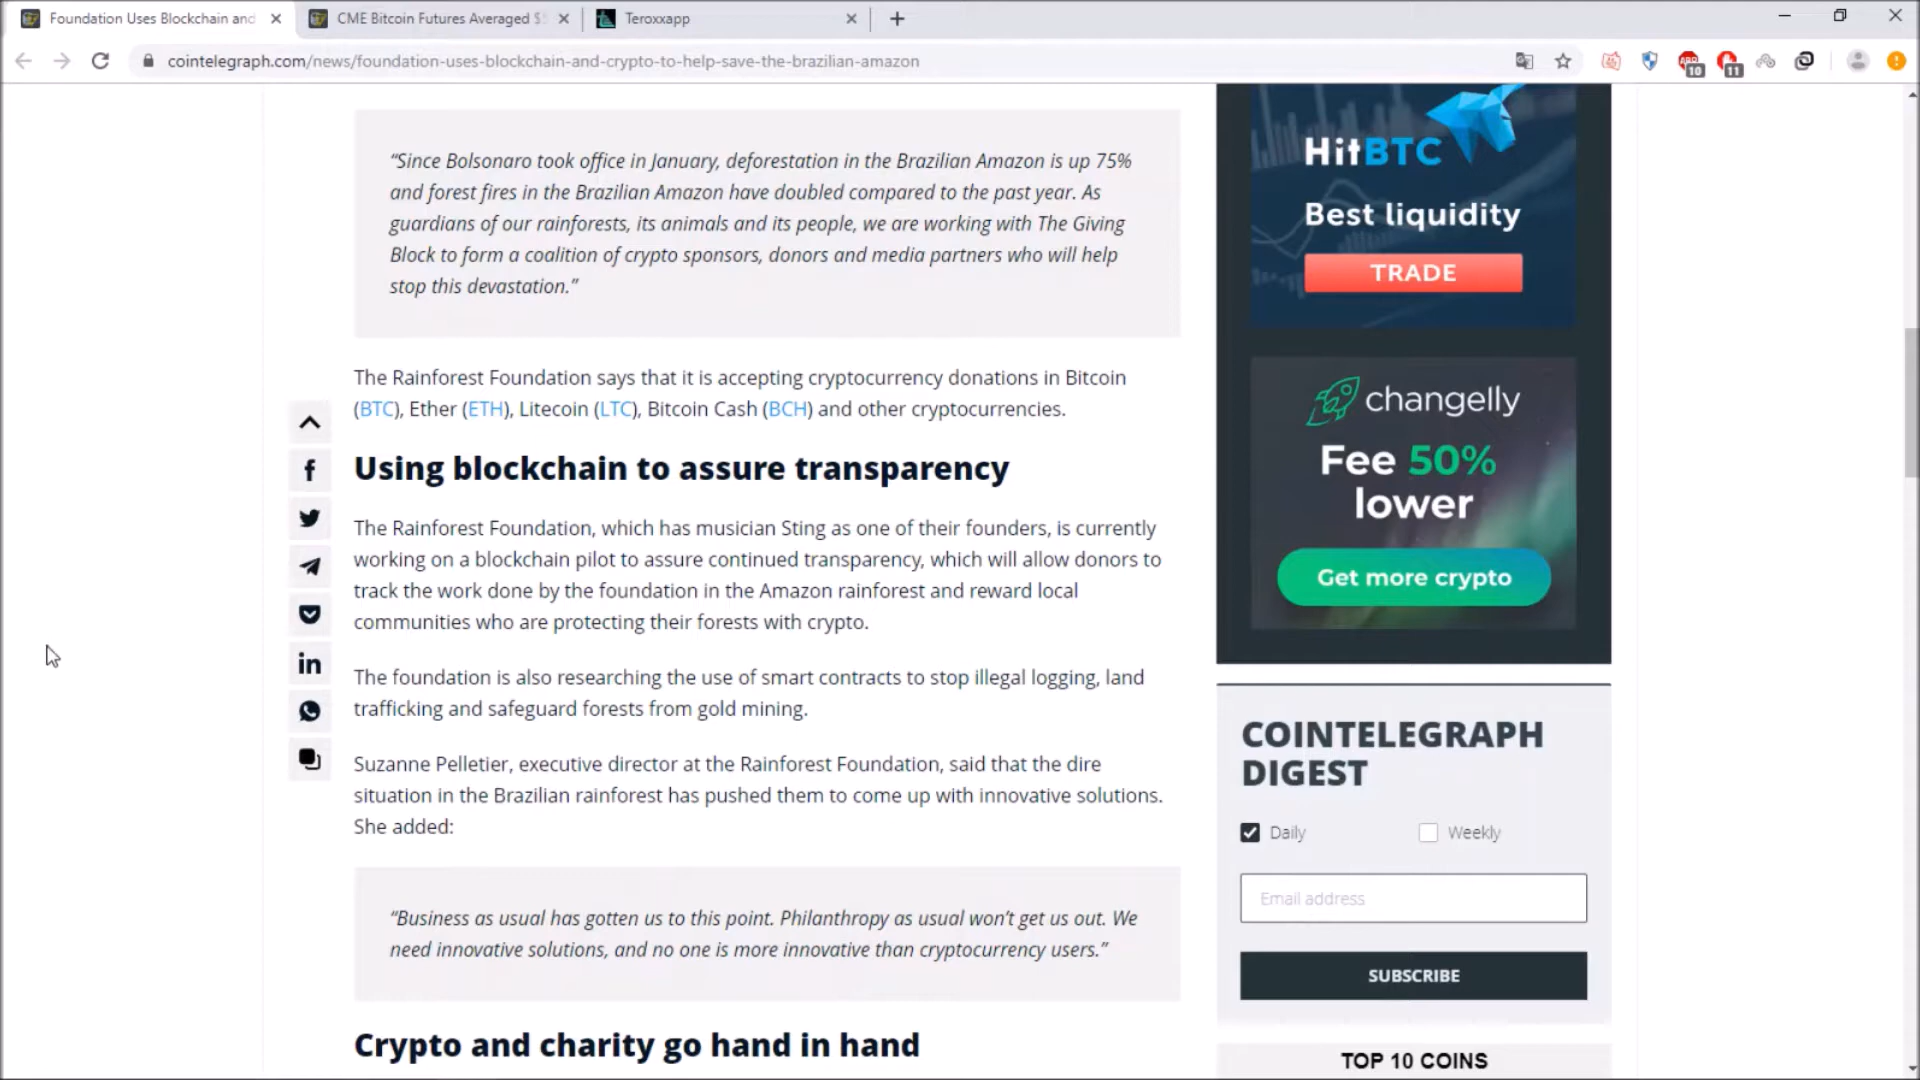 Foundation Uses Blockchain and
CME Bitcoin Futures Averaged $
Teroxxapp
cointelegraph.com/news/foundation-uses-blockchain-and-crypto-to-help-save-the-brazilian-amazon
10
11
“Since Bolsonaro took office in January, deforestation in the Brazilian Amazon is up 75%
and forest fires in the Brazilian Amazon have doubled compared to the past year. As
guardians of our rainforests, its animals and its people, we are working with The Giving
Block to form a coalition of crypto sponsors, donors and media partners who will help
stop this devastation.”
The Rainforest Foundation says that it is accepting cryptocurrency donations in Bitcoin
(BTC), Ether (ETH), Litecoin (LTC), Bitcoin Cash (BCH) and other cryptocurrencies.
Using blockchain to assure transparency
The Rainforest Foundation, which has musician Sting as one of their founders, is currently
working on a blockchain pilot to assure continued transparency, which will allow donors to
track the work done by the foundation in the Amazon rainforest and reward local
communities who are protecting their forests with crypto.
The foundation is also researching the use of smart contracts to stop illegal logging, land
trafficking and safeguard forests from gold mining.
Suzanne Pelletier, executive director at the Rainforest Foundation, said that the dire
situation in the Brazilian rainforest has pushed them to come up with innovative solutions.
She added:
“Business as usual has gotten us to this point. Philanthropy as usual won’t get us out. We
need innovative solutions, and no one is more innovative than cryptocurrency users.”
Crypto and charity go hand in hand
HitBTC
Best liquidity
TRADE
changelly
Fee 50%
lower
Get more crypto
COINTELEGRAPH
DIGEST
Daily
Weekly
Email address
SUBSCRIBE
TOP 10 COINS